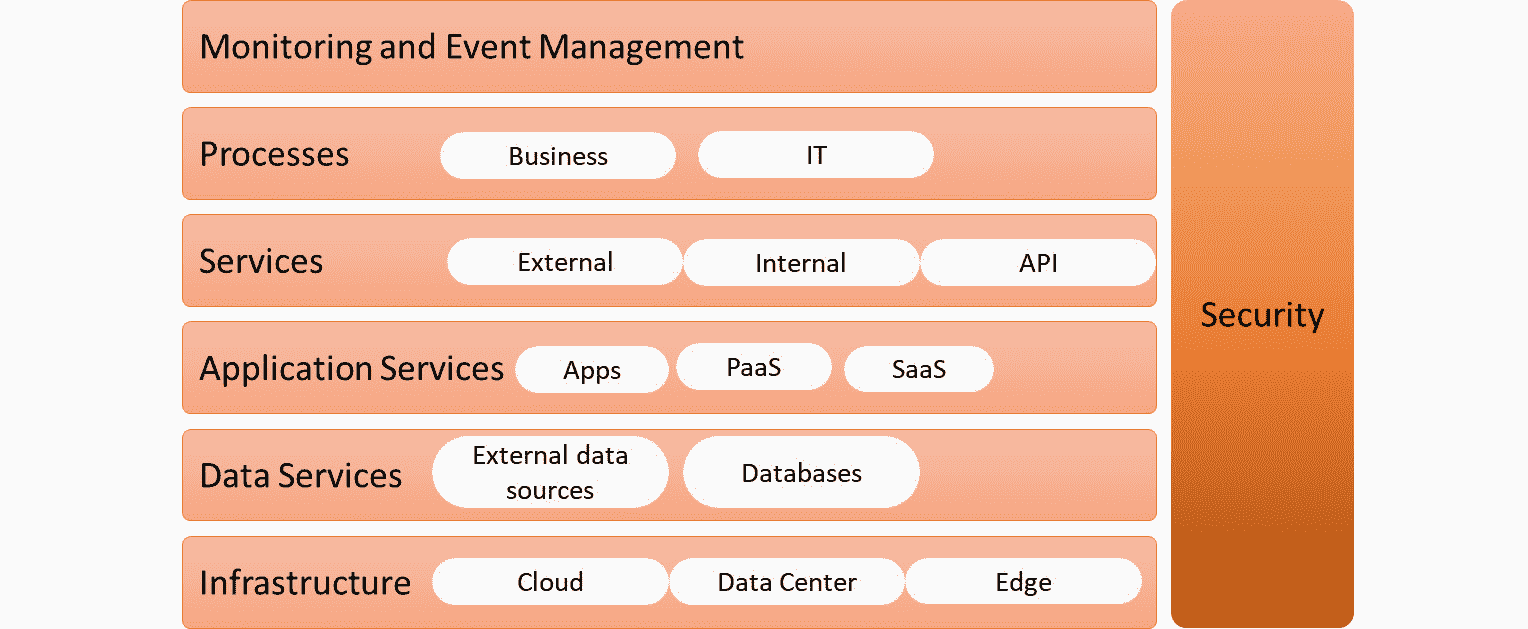 Monitoring and Event Management
Processes
Business
IT
Services
External
Internal
API
Security
Application Services
Apps
PaaS
SaaS
Data Services
External data
sources
Databases
Infrastructure
Cloud
Data Center
Edge